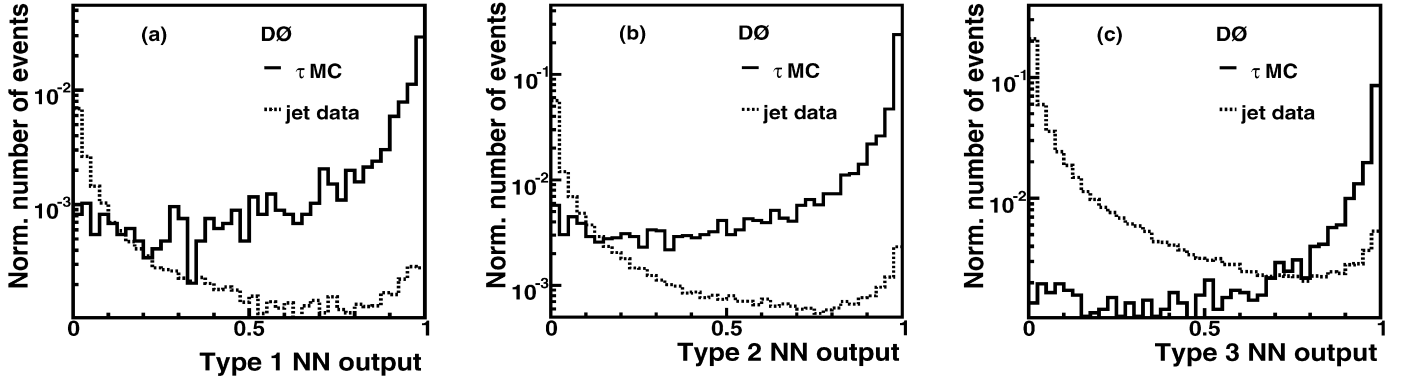 Norm. number of events
(a) DØ
τ MC
jet data
10⁻²
10⁻³
0 0.5 1
Type 1 NN output
Norm. number of events
(b) DØ
τ MC
jet data
10⁻¹
10⁻²
10⁻³
0 0.5 1
Type 2 NN output
Norm. number of events
(c) DØ
τ MC
jet data
10⁻¹
10⁻²
0 0.5 1
Type 3 NN output